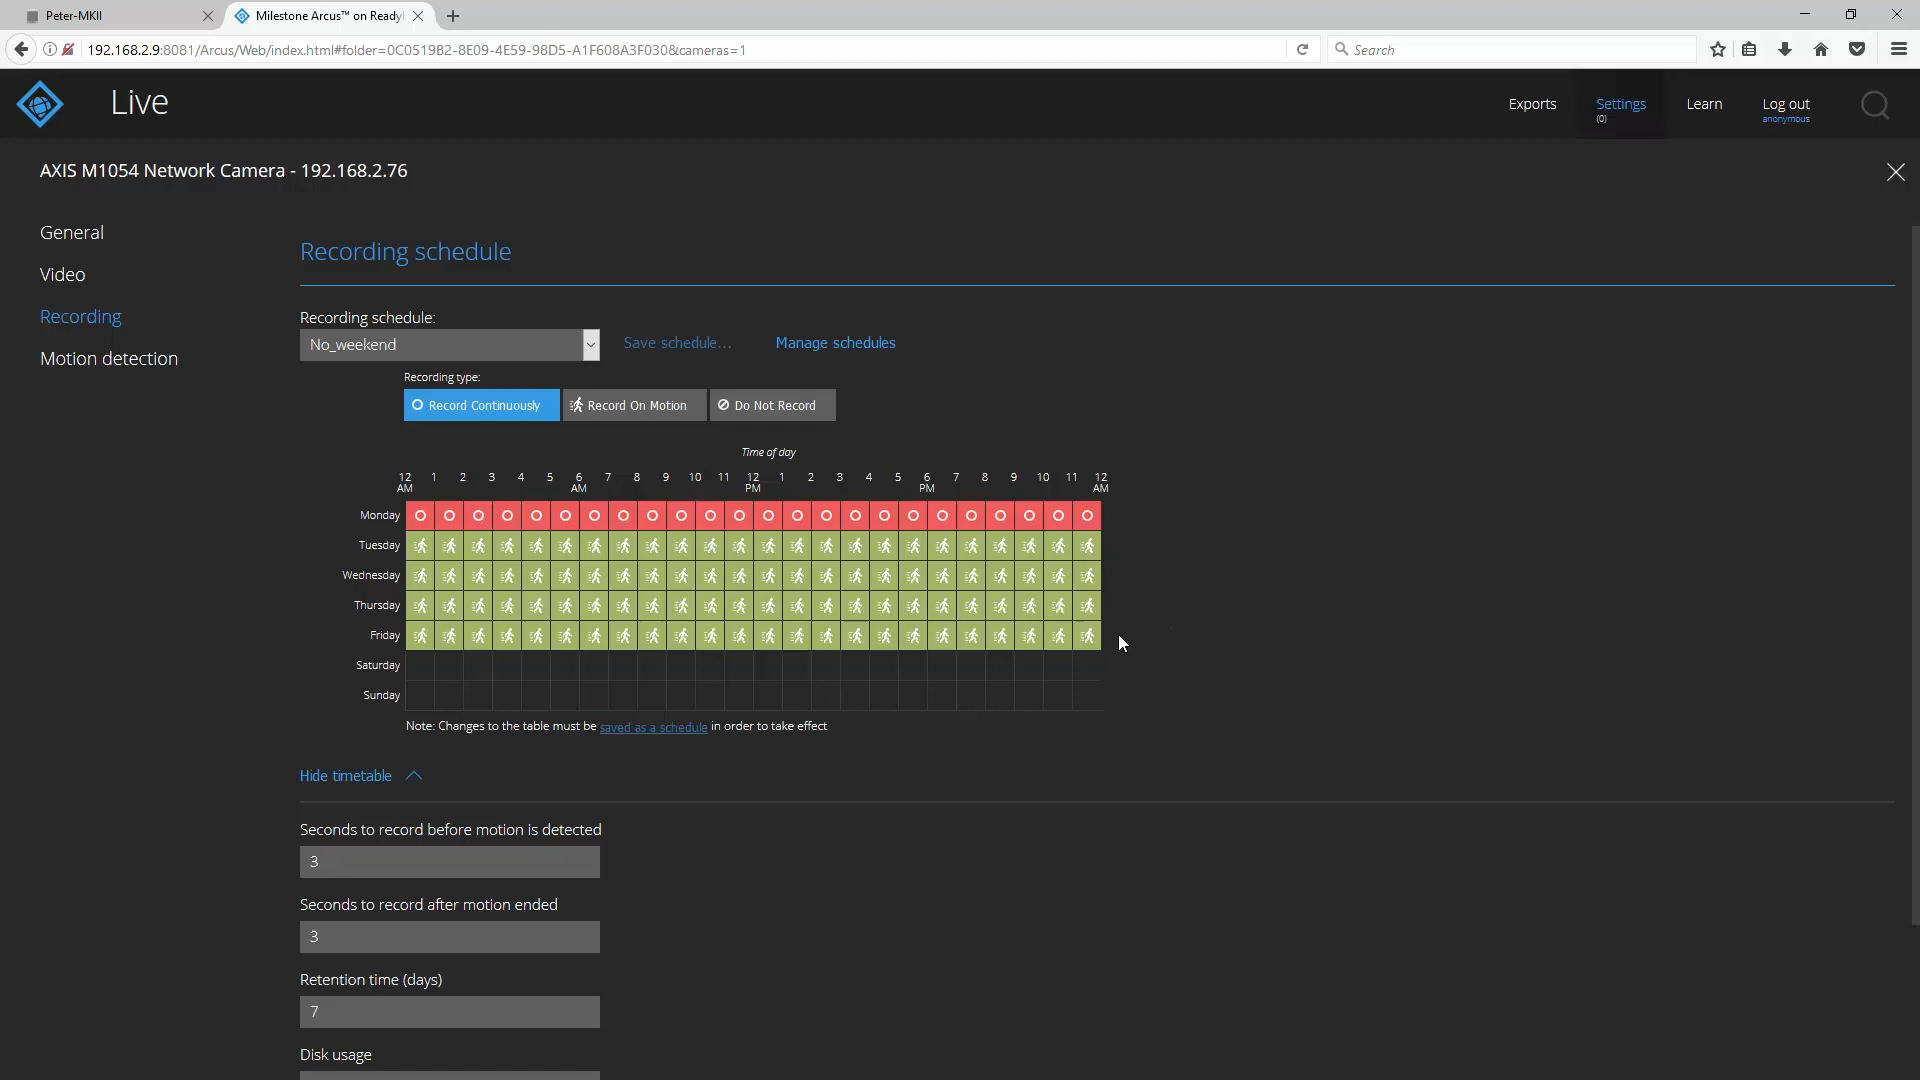 Peter-MKII
Milestone Arcus™ on Ready
192.168.2.9:8081/Arcus/Web/index.html#folder=0C0519B2-8E09-4E59-98D5-A1F608A3F030&cameras=1
Search
Live
Exports
Settings
(0)
Learn
Log out
anonymous
AXIS M1054 Network Camera - 192.168.2.76
General
Video
Recording
Motion detection
Recording schedule
Recording schedule:
No_weekend
Save schedule...
Manage schedules
Recording type:
Record Continuously
Record On Motion
Do Not Record
Time of day
12 1 2 3 4 5 6 7 8 9 10 11 12 1 2 3 4 5 6 7 8 9 10 11 12
AM AM PM PM AM
Monday
Tuesday
Wednesday
Thursday
Friday
Saturday
Sunday
Note: Changes to the table must be saved as a schedule in order to take effect
Hide timetable
Seconds to record before motion is detected
3
Seconds to record after motion ended
3
Retention time (days)
7
Disk usage